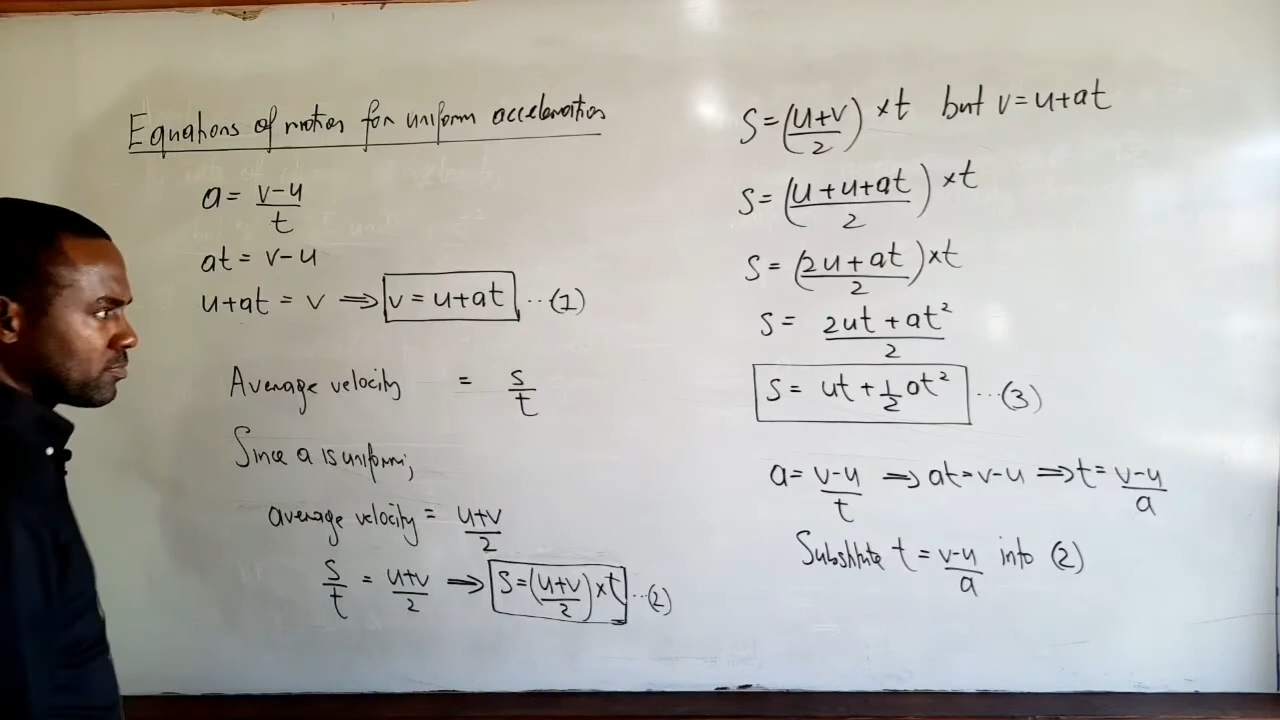 Equations of motion for uniform acceleration
a = v-u/t
at = v-u
u+at = v ⟹ v = u+at ...(1)
Average velocity = s/t
Since a is uniform;
average velocity = u+v/2
s/t = u+v/2 ⟹ S=(u+v/2)×t ...(2)
S=(u+v/2)×t but v=u+at
S=(u+u+at/2)×t
S=(2u+at/2)×t
S= 2ut+at²/2
S= ut+½at² ...(3)
a= v-u/t ⟹ at=v-u ⟹ t= v-u/a
Substitute t= v-u/a into (2)